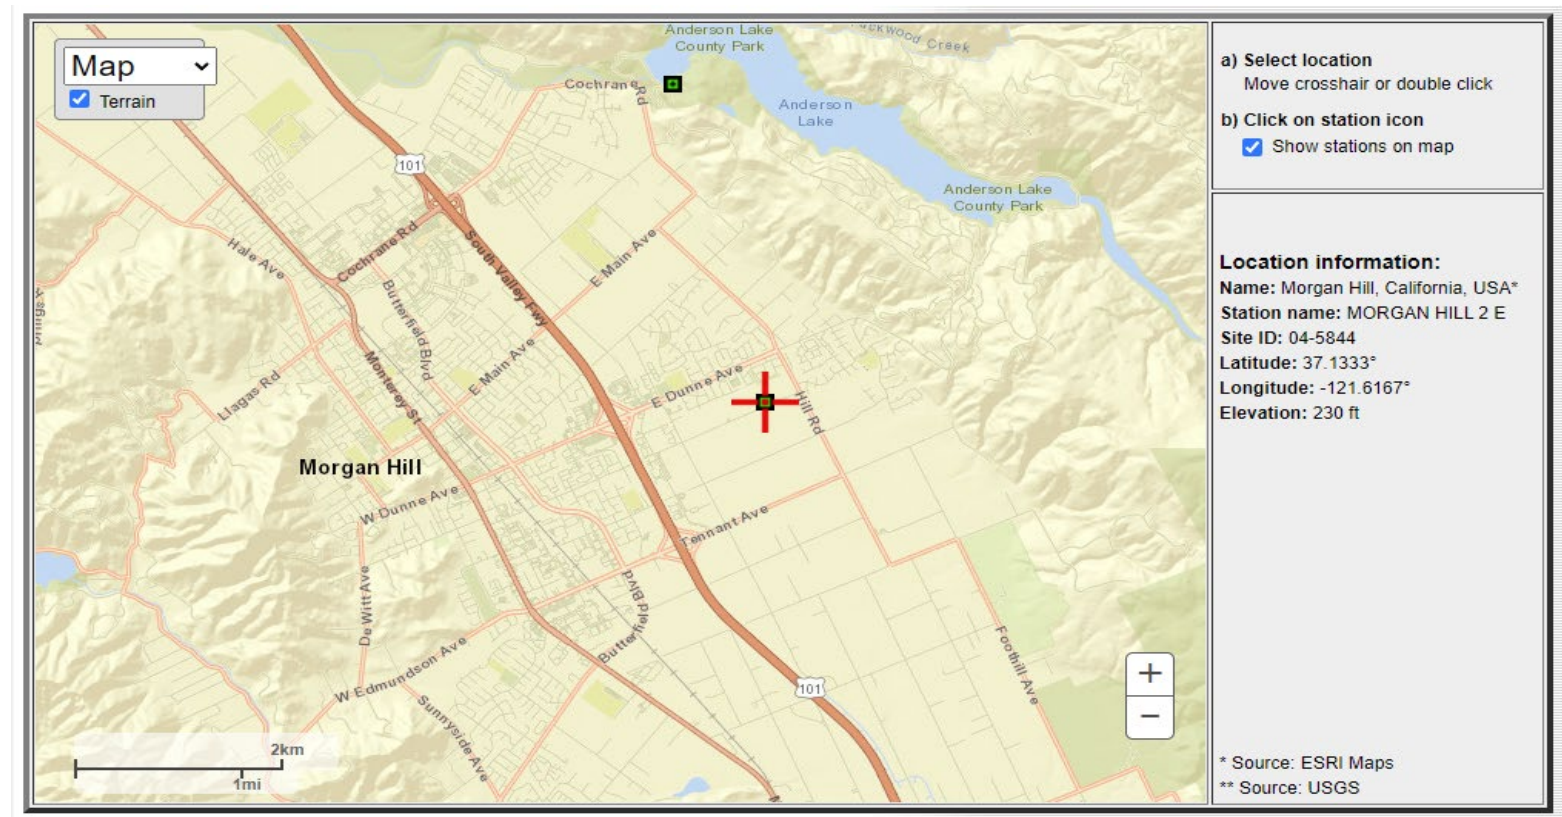 Map
Terrain
Anderson Lake
County Park
Creek
Cochrane Rd
Anderson
Lake
101
Anderson Lake
County Park
Hale Ave
Cochrane Rd
South Valley Fwy
E Main Ave
Butterfield Blvd
E Main Ave
Monterey St
Llagas Rd
E Dunne Ave
Hill Rd
Morgan Hill
W Dunne Ave
Tennant Ave
De Witt Ave
Butterfield Blvd
W Edmundson Ave
Sunnyside Ave
Foothill Ave
101
+
−
2km
1mi
a) Select location
Move crosshair or double click
b) Click on station icon
Show stations on map
Location information:
Name: Morgan Hill, California, USA*
Station name: MORGAN HILL 2 E
Site ID: 04-5844
Latitude: 37.1333°
Longitude: -121.6167°
Elevation: 230 ft
* Source: ESRI Maps
** Source: USGS